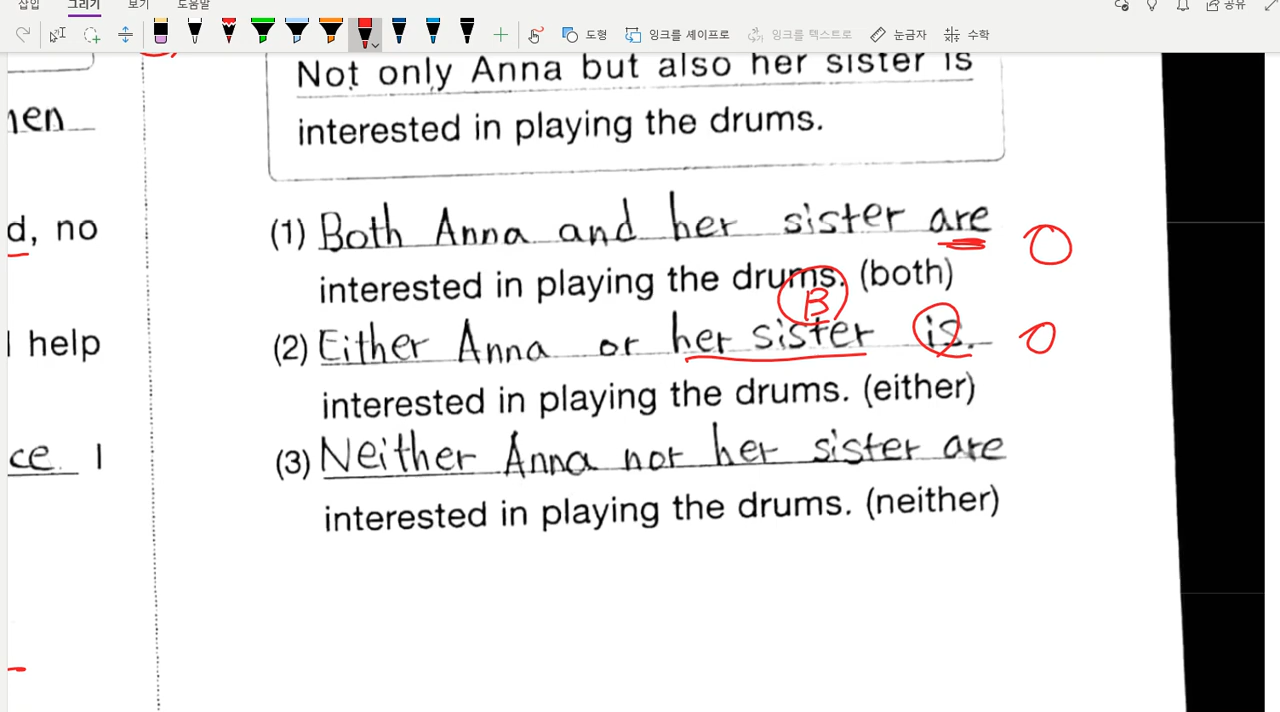 삽입 그리기 보기 도움말 공유
도형 잉크를 셰이프로 잉크를 텍스트로 눈금자 수학
Not only Anna but also her sister is
interested in playing the drums.
hen
d, no
help
ce I
(1) Both Anna and her sister are
interested in playing the drums. (both)
B
(2) Either Anna or her sister is.
interested in playing the drums. (either)
(3) Neither Anna nor her sister are
interested in playing the drums. (neither)